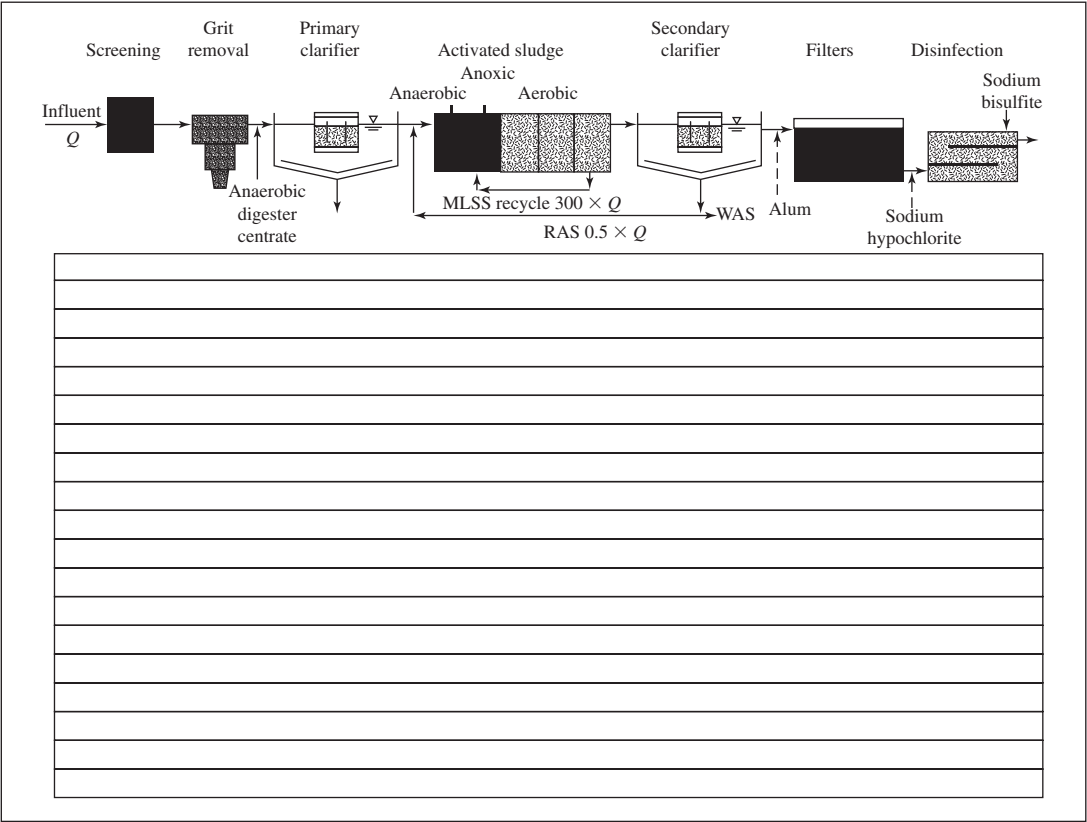 Screening
Grit
removal
Primary
clarifier
Activated sludge
Anoxic
Anaerobic
Aerobic
Secondary
clarifier
Filters
Disinfection
Sodium
bisulfite
Influent
Q
Anaerobic
digester
centrate
MLSS recycle 300 × Q
RAS 0.5 × Q
WAS
Alum
Sodium
hypochlorite